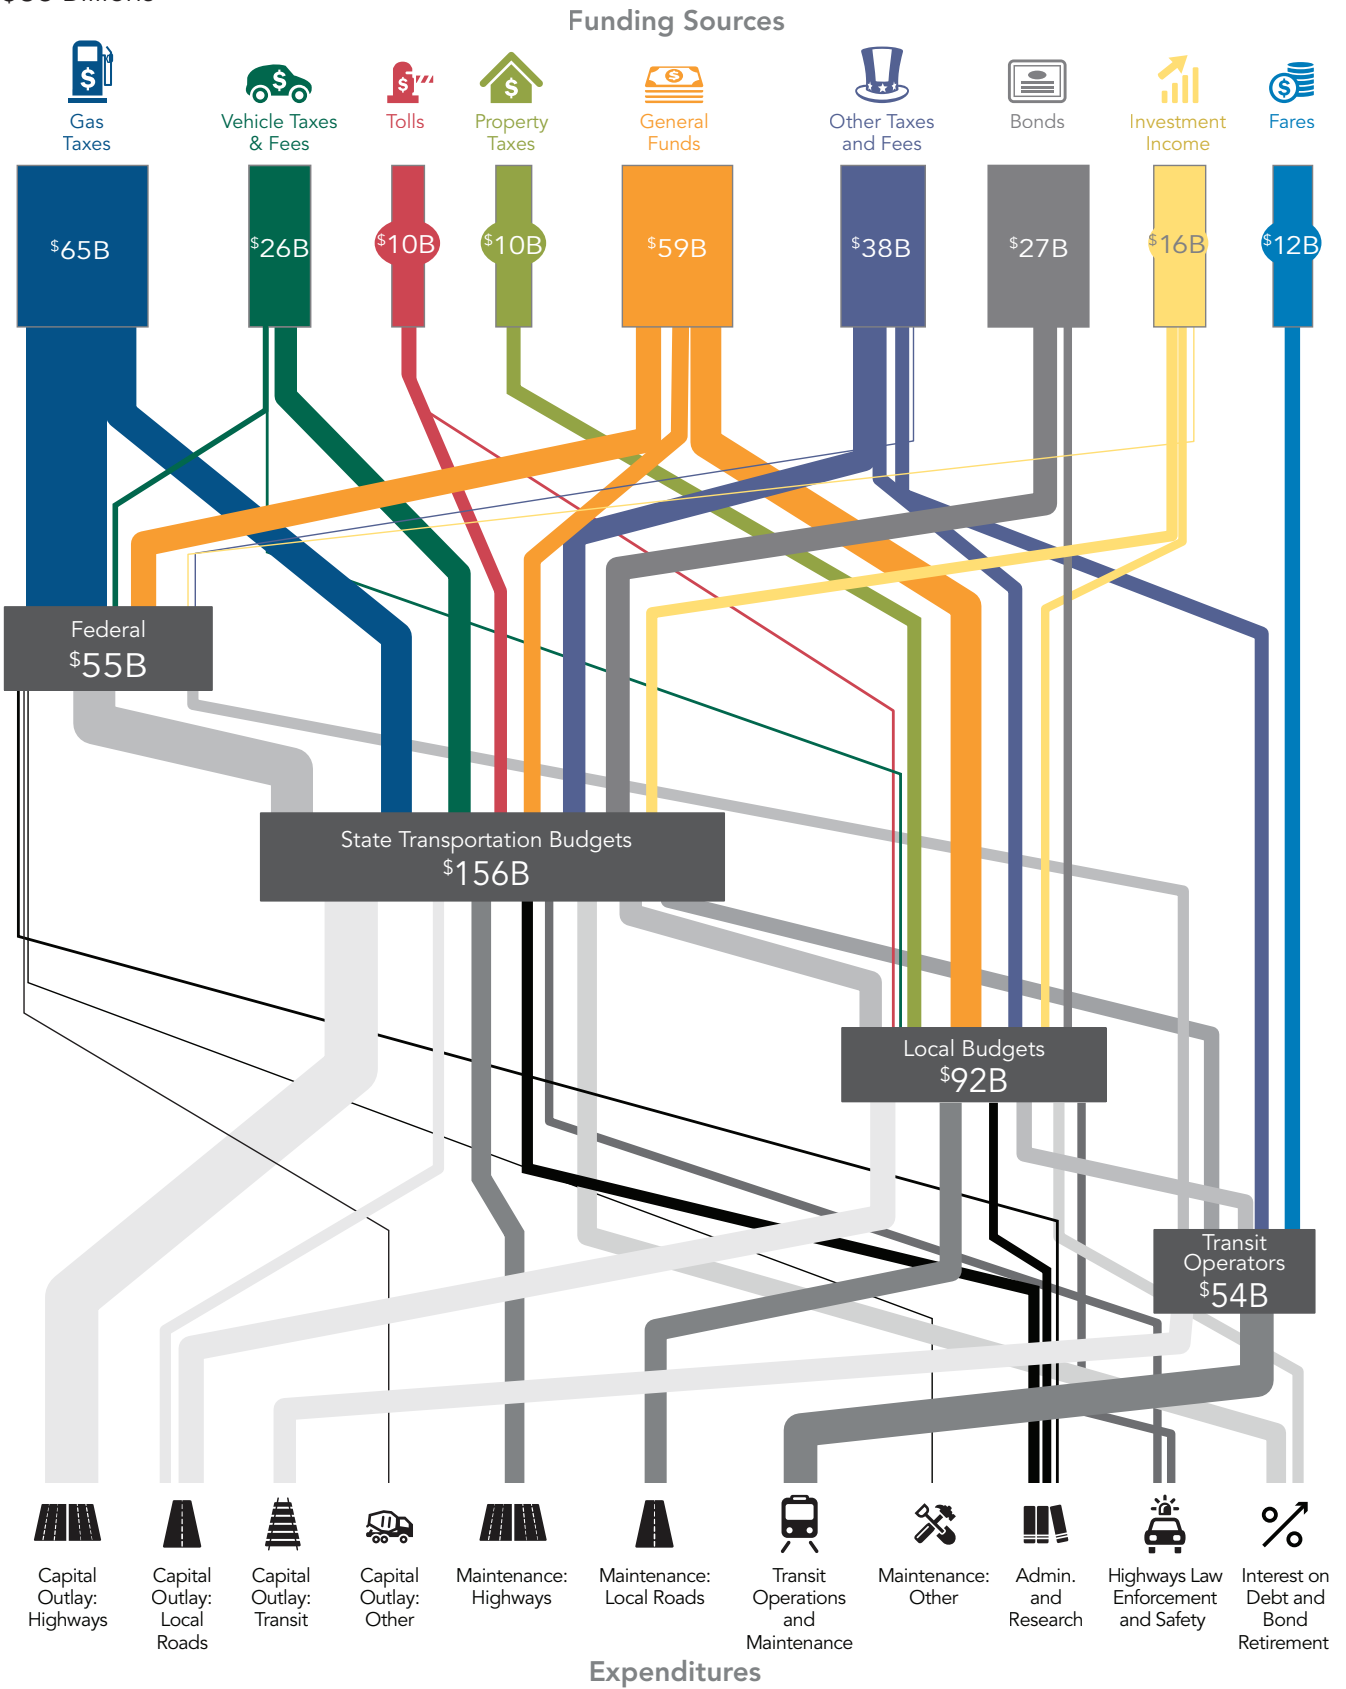 Funding Sources
Gas
Taxes
Vehicle Taxes
& Fees
Tolls
Property
Taxes
General
Funds
Other Taxes
and Fees
Bonds
Investment
Income
Fares
$65B
$26B
$10B
$10B
$59B
$38B
$27B
$16B
$12B
Federal
$55B
State Transportation Budgets
$156B
Local Budgets
$92B
Transit
Operators
$54B
Capital
Outlay:
Highways
Capital
Outlay:
Local
Roads
Capital
Outlay:
Transit
Capital
Outlay:
Other
Maintenance:
Highways
Maintenance:
Local Roads
Transit
Operations
and
Maintenance
Maintenance:
Other
Admin.
and
Research
Highways Law
Enforcement
and Safety
Interest on
Debt and
Bond
Retirement
Expenditures